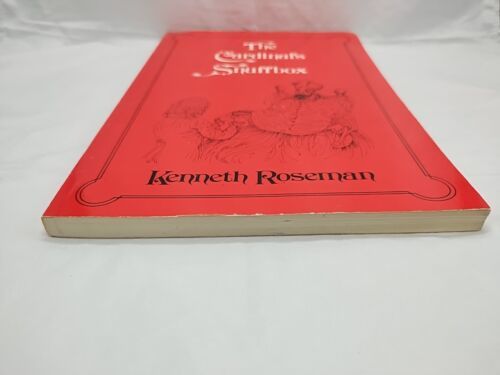 The
Cardinal's
Snuffbox
Kenneth Roseman